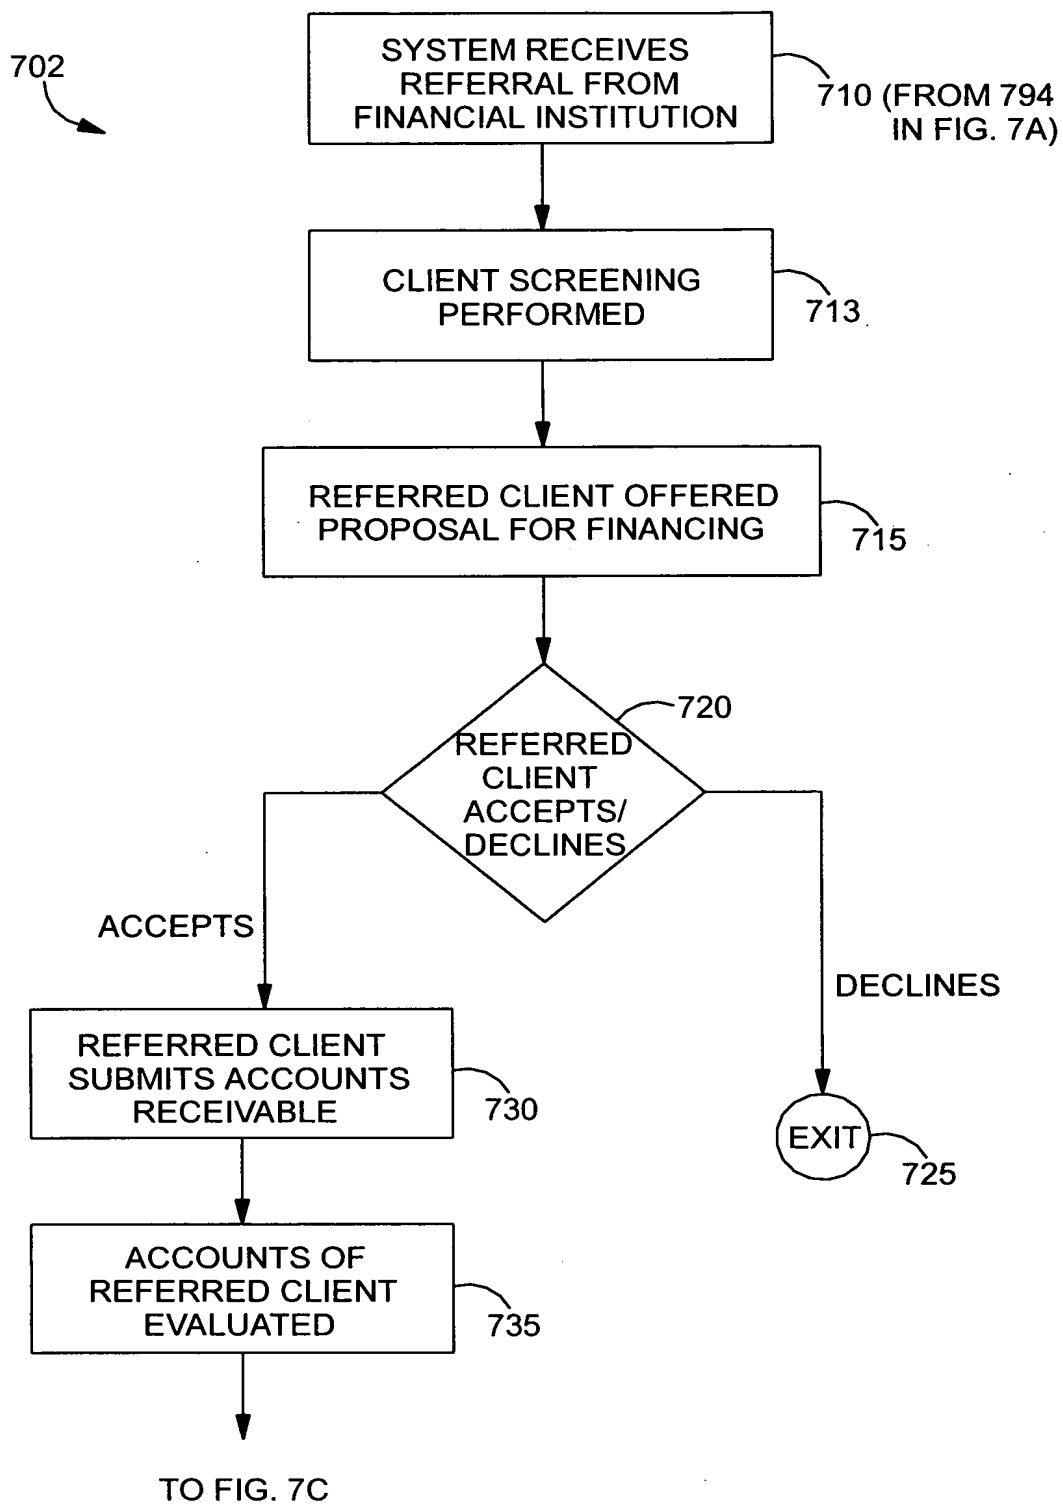 702
SYSTEM RECEIVES
REFERRAL FROM
FINANCIAL INSTITUTION
710 (FROM 794
IN FIG. 7A)
CLIENT SCREENING
PERFORMED
713
REFERRED CLIENT OFFERED
PROPOSAL FOR FINANCING
715
720
REFERRED
CLIENT
ACCEPTS/
DECLINES
ACCEPTS
DECLINES
REFERRED CLIENT
SUBMITS ACCOUNTS
RECEIVABLE
730
EXIT
725
ACCOUNTS OF
REFERRED CLIENT
EVALUATED
735
TO FIG. 7C